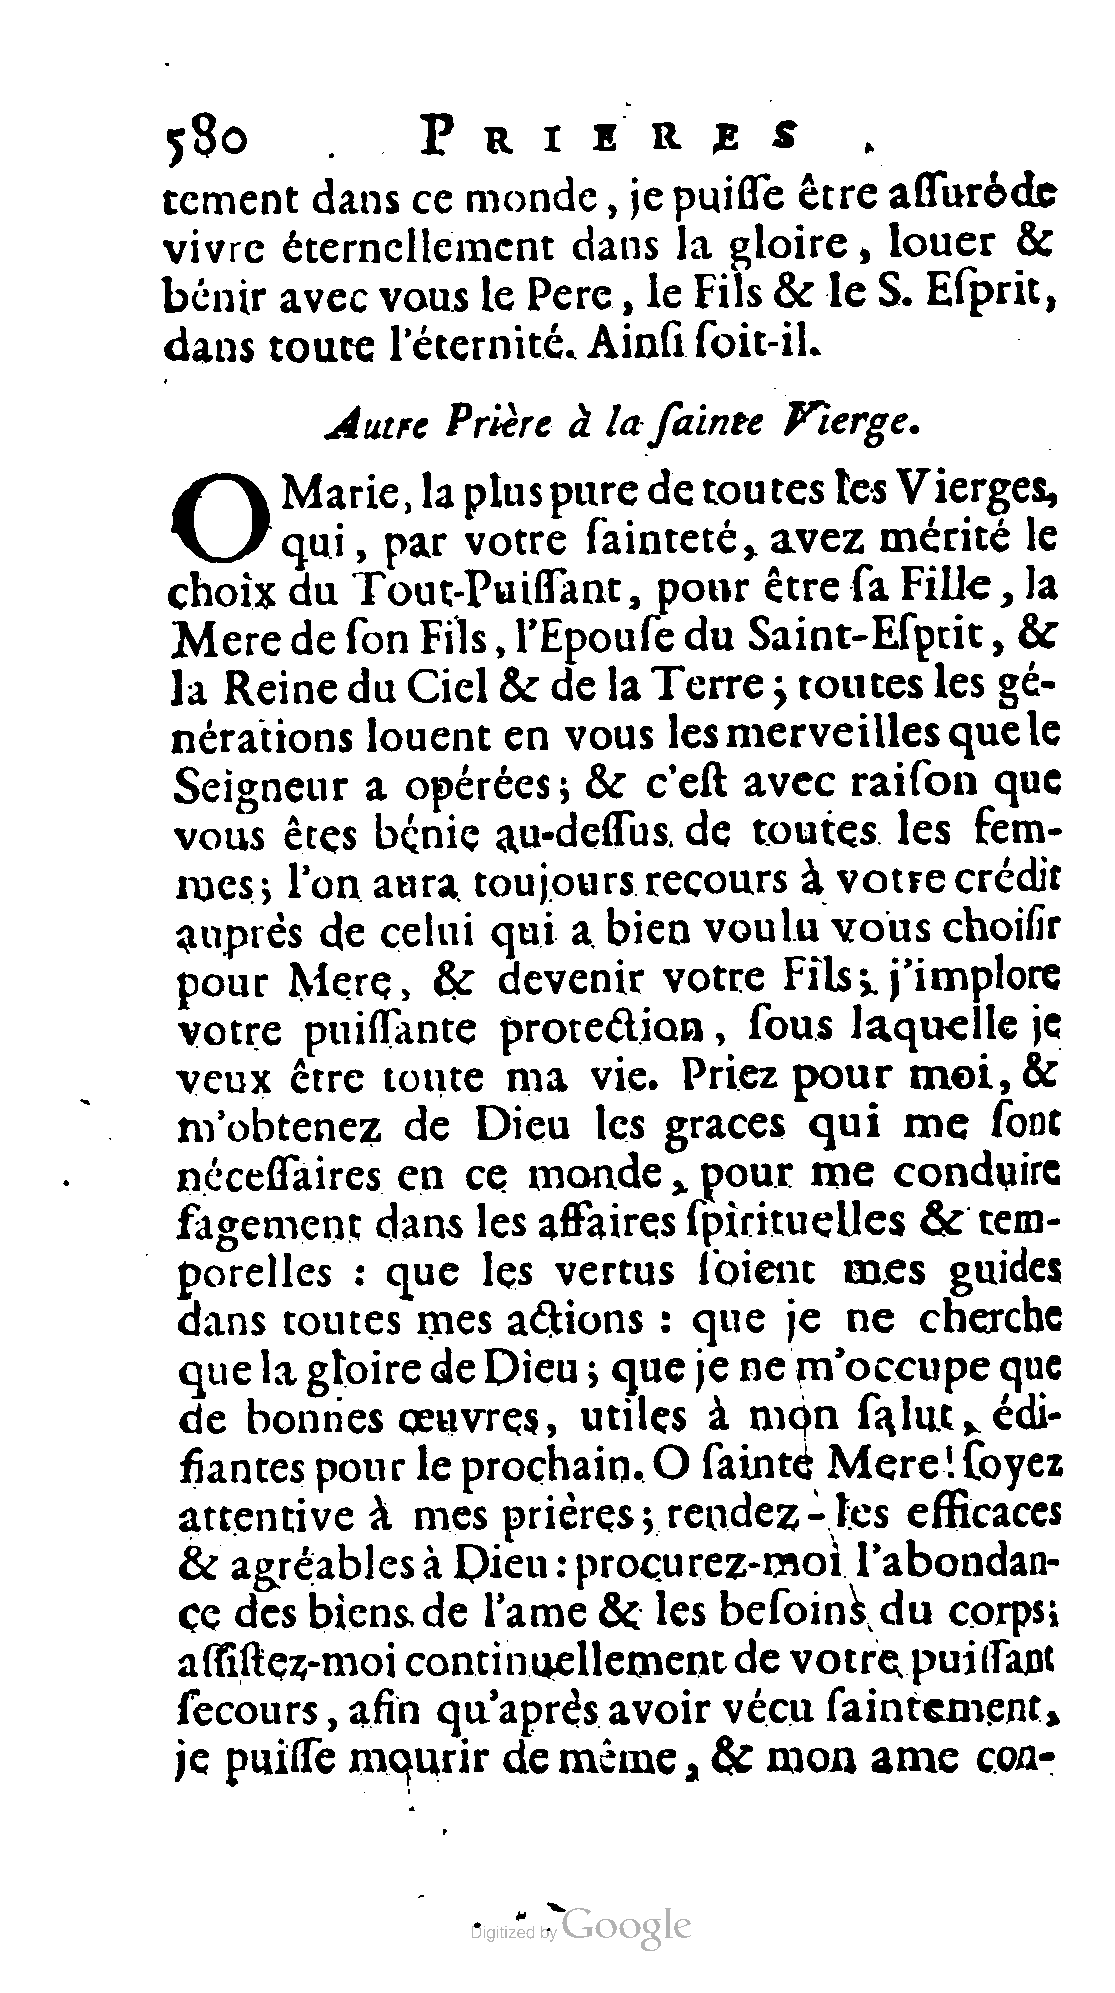 580 PRIERES
tement dans ce monde, je puiſſe être aſſuré de
vivre éternellement dans la gloire, louer &
bénir avec vous le Pere, le Fils & le S. Eſprit,
dans toute l'éternité. Ainſi ſoit-il.
Autre Prière à la ſainte Vierge.
O Marie, la plus pure de toutes les Vierges,
qui, par votre ſainteté, avez mérité le
choix du Tout-Puiſſant, pour être ſa Fille, la
Mere de ſon Fils, l'Epouſe du Saint-Eſprit, &
la Reine du Ciel & de la Terre; toutes les gé-
nérations louent en vous les merveilles que le
Seigneur a opérées; & c'eſt avec raiſon que
vous êtes bénie au-deſſus de toutes les fem-
mes; l'on aura toujours recours à votre crédit
auprès de celui qui a bien voulu vous choiſir
pour Mere, & devenir votre Fils; j'implore
votre puiſſante protection, ſous laquelle je
veux être toute ma vie. Priez pour moi, &
m'obtenez de Dieu les graces qui me ſont
néceſſaires en ce monde, pour me conduire
ſagement dans les affaires ſpirituelles & tem-
porelles : que les vertus ſoient mes guides
dans toutes mes actions : que je ne cherche
que la gloire de Dieu; que je ne m'occupe que
de bonnes œuvres, utiles à mon ſalut, édi-
fiantes pour le prochain. O ſainte Mere! ſoyez
attentive à mes prières; rendez-les efficaces
& agréables à Dieu : procurez-moi l'abondan-
ce des biens de l'ame & les beſoins du corps;
aſſiſtez-moi continuellement de votre puiſſant
ſecours, afin qu'après avoir vécu ſaintement,
je puiſſe mourir de même, & mon ame con-
Digitized by Google